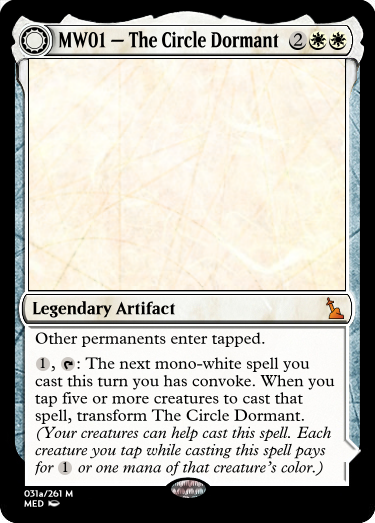 MW01 – The Circle Dormant 2
Legendary Artifact
Other permanents enter tapped.
1, : The next mono-white spell you
cast this turn you has convoke. When you
tap five or more creatures to cast that
spell, transform The Circle Dormant.
(Your creatures can help cast this spell. Each
creature you tap while casting this spell pays
for 1 or one mana of that creature's color.)
031a/261 M
MED